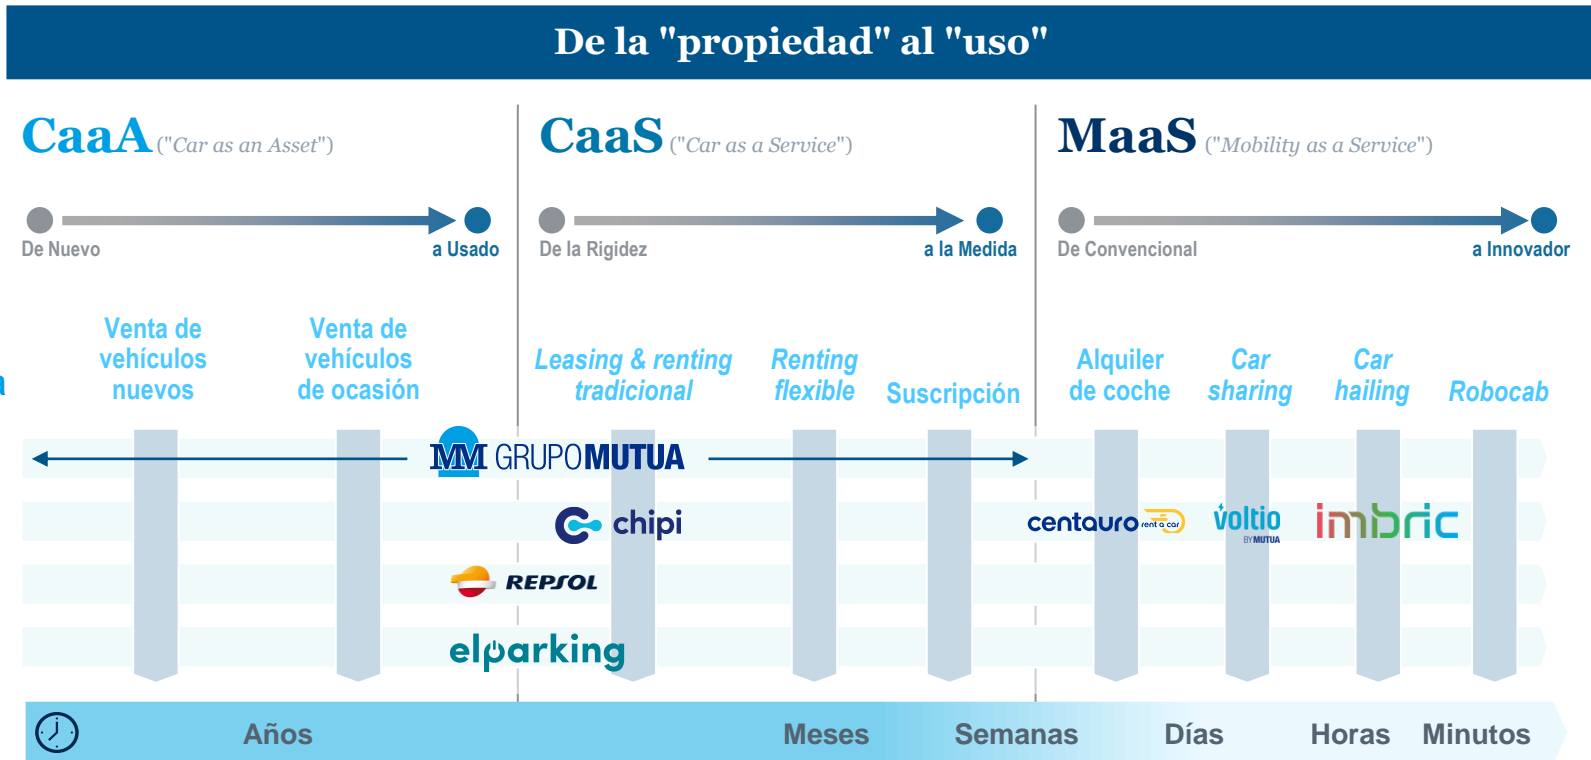 De la "propiedad" al "uso"
CaaA ("Car as an Asset")
CaaS ("Car as a Service")
MaaS ("Mobility as a Service")
De Nuevo
a Usado
De la Rigidez
a la Medida
De Convencional
a Innovador
Venta de
vehículos
nuevos
Venta de
vehículos
de ocasión
Leasing & renting
tradicional
Renting
flexible
Suscripción
Alquiler
de coche
Car
sharing
Car
hailing
Robocab
a
MM GRUPOMUTUA
chipi
centauro rent a car
voltio
BY MUTUA
imbric
REPSOL
elparking
Años
Meses
Semanas
Días
Horas
Minutos